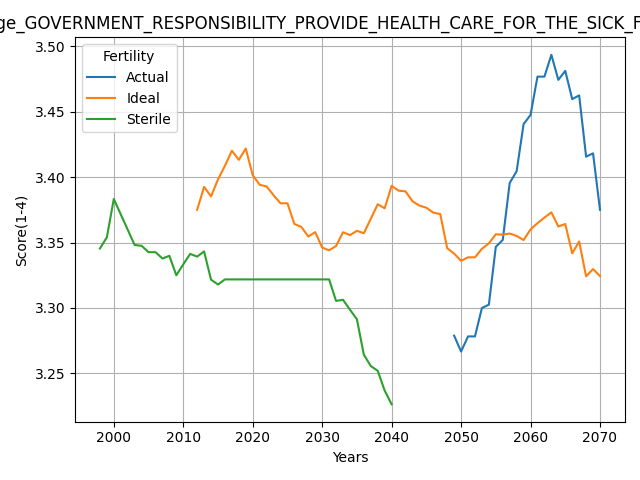 ge_GOVERNMENT_RESPONSIBILITY_PROVIDE_HEALTH_CARE_FOR_THE_SICK_F
Fertility
Actual
Ideal
Sterile
3.50
3.45
3.40
3.35
3.30
3.25
Score(1-4)
2000 2010 2020 2030 2040 2050 2060 2070
Years